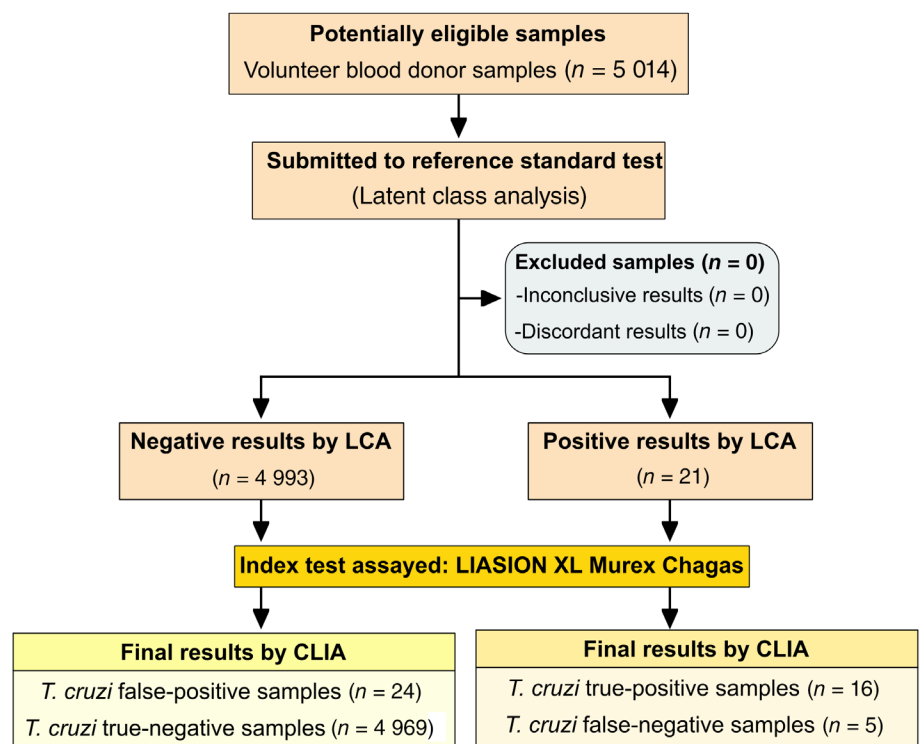 Potentially eligible samples
Volunteer blood donor samples (n = 5 014)
Submitted to reference standard test
(Latent class analysis)
Excluded samples (n = 0)
-Inconclusive results (n = 0)
-Discordant results (n = 0)
Negative results by LCA
(n = 4 993)
Positive results by LCA
(n = 21)
Index test assayed: LIASION XL Murex Chagas
Final results by CLIA
T. cruzi false-positive samples (n = 24)
T. cruzi true-negative samples (n = 4 969)
Final results by CLIA
T. cruzi true-positive samples (n = 16)
T. cruzi false-negative samples (n = 5)